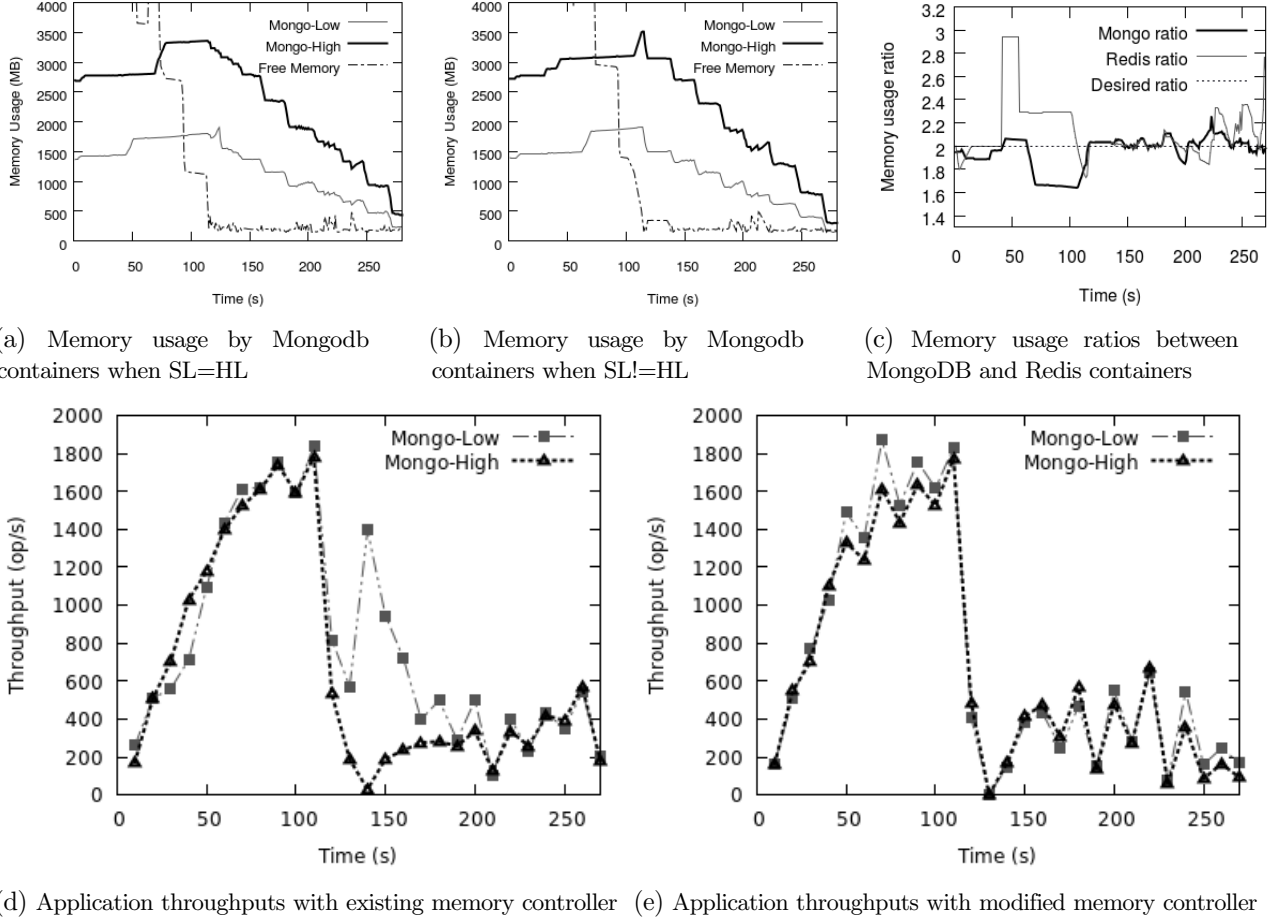 4000
3500
3000
2500
2000
1500
1000
500
0
Memory Usage (MB)
Mongo-Low
Mongo-High
Free Memory
0 50 100 150 200 250
Time (s)
(a) Memory usage by Mongodb
containers when SL=HL
4000
3500
3000
2500
2000
1500
1000
500
0
Memory Usage (MB)
Mongo-Low
Mongo-High
Free Memory
0 50 100 150 200 250
Time (s)
(b) Memory usage by Mongodb
containers when SL!=HL
3.2
3
2.8
2.6
2.4
2.2
2
1.8
1.6
1.4
Memory usage ratio
Mongo ratio
Redis ratio
Desired ratio
0 50 100 150 200 250
Time (s)
(c) Memory usage ratios between
MongoDB and Redis containers
2000
1800
1600
1400
1200
1000
800
600
400
200
0
Throughput (op/s)
Mongo-Low
Mongo-High
0 50 100 150 200 250
Time (s)
(d) Application throughputs with existing memory controller
2000
1800
1600
1400
1200
1000
800
600
400
200
0
Throughput (op/s)
Mongo-Low
Mongo-High
0 50 100 150 200 250
Time (s)
(e) Application throughputs with modified memory controller